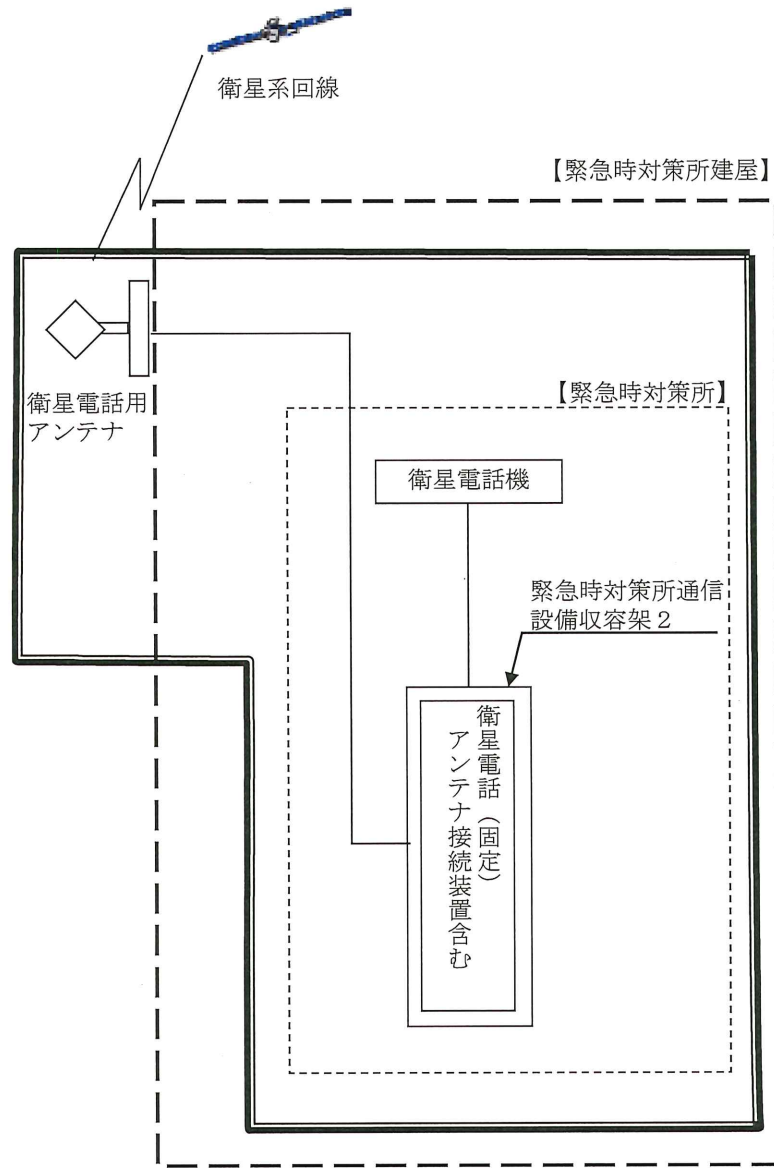 衛星系回線
【緊急時対策所建屋】
衛星電話用
アンテナ
【緊急時対策所】
衛星電話機
緊急時対策所通信
設備収容架２
衛星電話（固定）
アンテナ接続装置含む